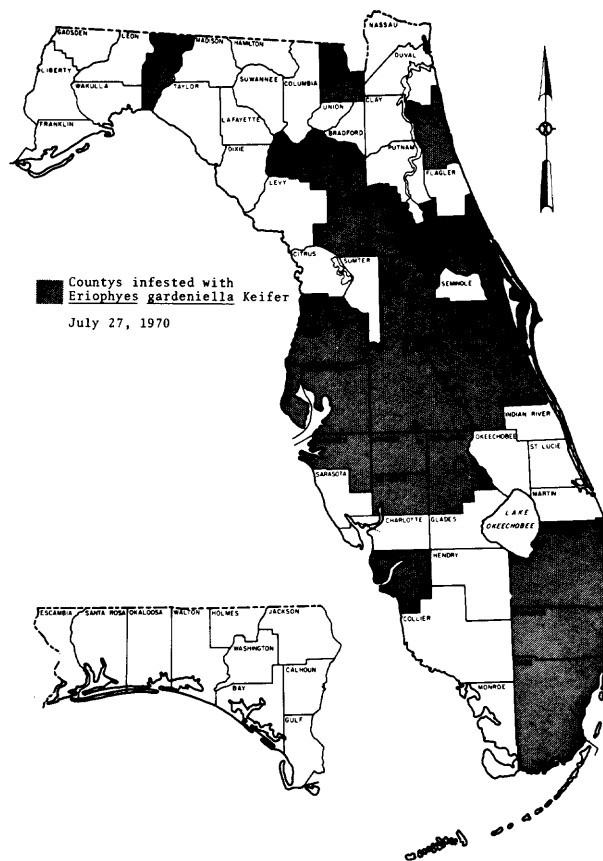 NASSAU
GADSDEN
LEON
MADISON
HAMILTON
DUVAL
LIBERTY
WAKULLA
TAYLOR
SUWANNEE
COLUMBIA
UNION
CLAY
FRANKLIN
LAFAYETTE
BRADFORD
DIXIE
PUTNAM
FLAGLER
LEVY
CITRUS
SUMTER
SEMINOLE
Countys infested with
Eriophyes gardeniella Keifer
July 27, 1970
INDIAN RIVER
OKEECHOBEE
ST LUCIE
SARASOTA
MARTIN
LAKE
OKEECHOBEE
CHARLOTTE
GLADES
HENDRY
COLLIER
MONROE
ESCAMBIA
SANTA ROSA
OKALOOSA
WALTON
HOLMES
JACKSON
WASHINGTON
CALHOUN
BAY
GULF